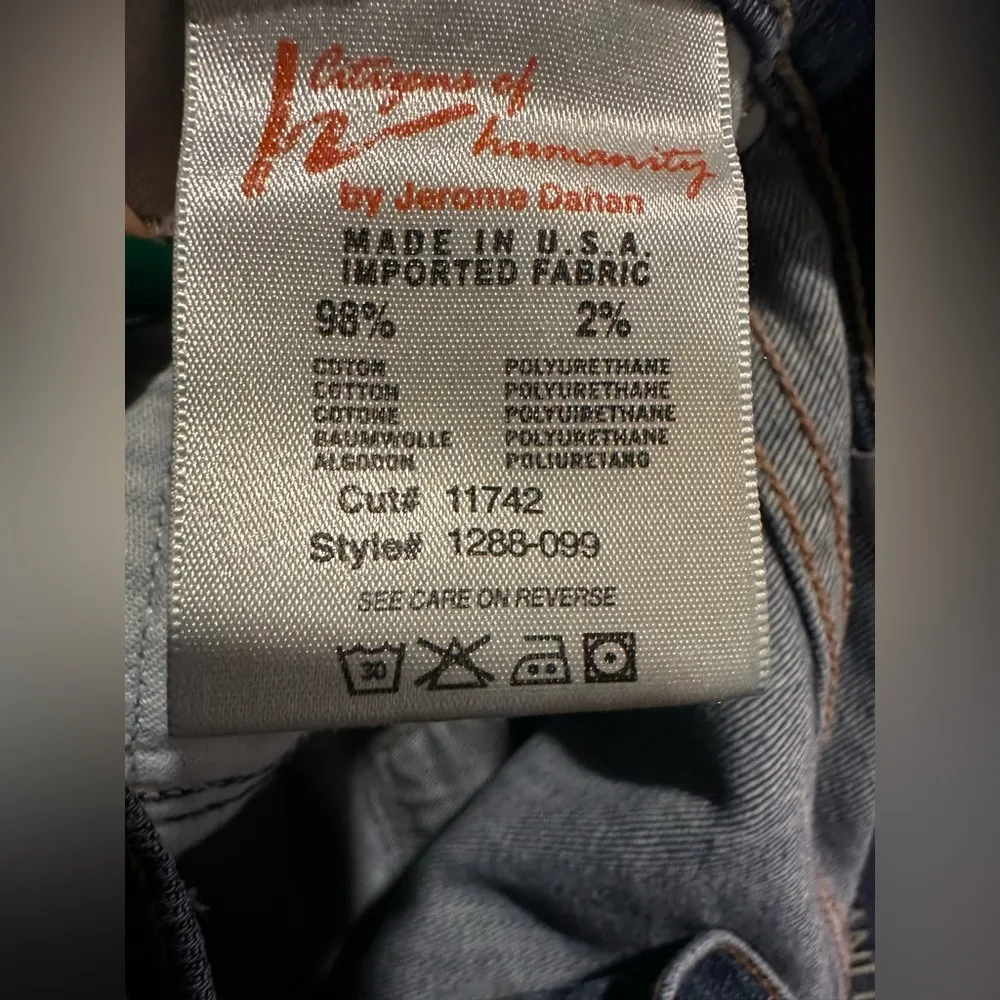 Citizens of
humanity
by Jerome Dahan
MADE IN U.S.A.
IMPORTED FABRIC
98% 2%
COTON POLYURETHANE
COTTON POLYURETHANE
COTONE POLYUIRETHANE
BAUMWOLLE POLYURETHANE
ALGODON POLIURETANO
Cut# 11742
Style# 1288-099
SEE CARE ON REVERSE
30